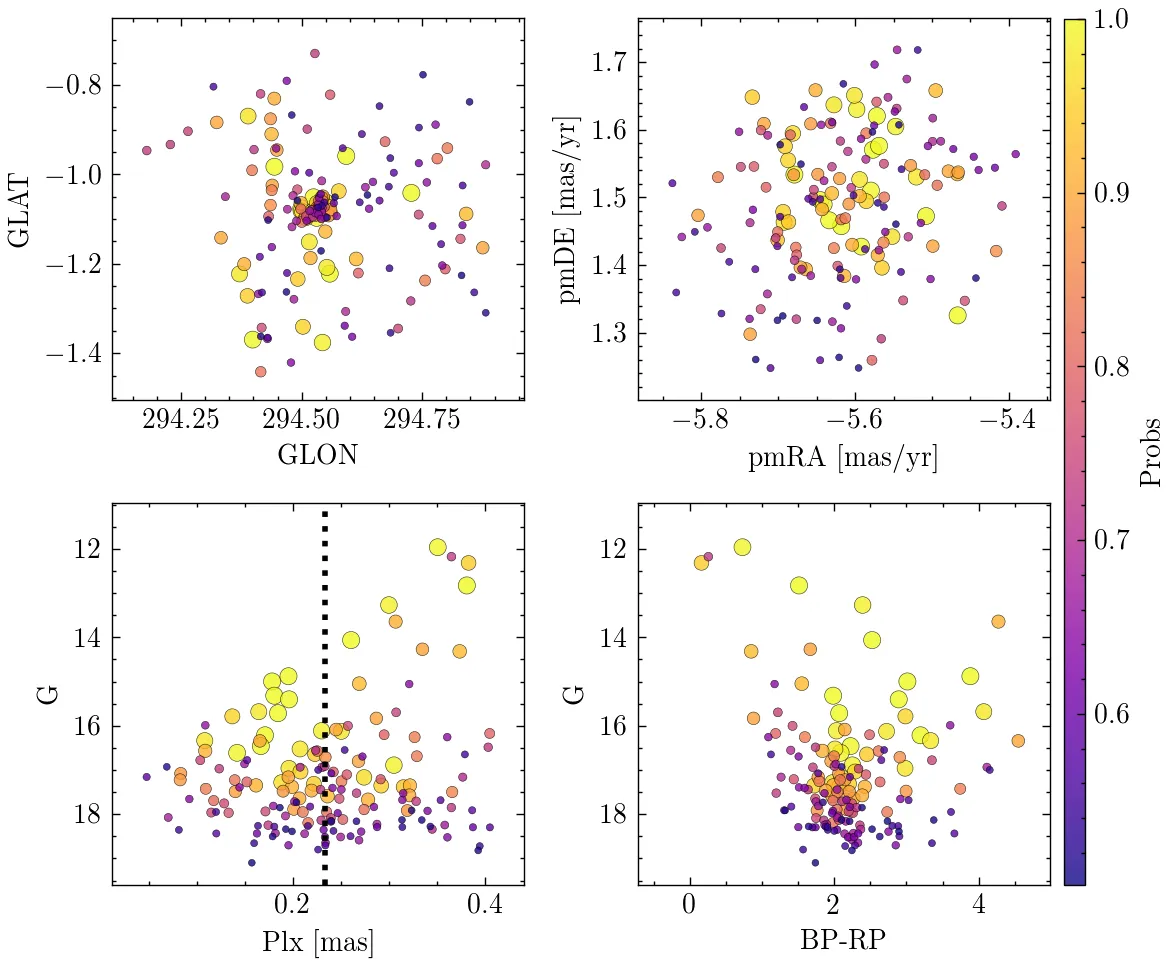 −0.8
−1.0
−1.2
−1.4
GLAT
294.25 294.50 294.75
GLON
1.7
1.6
1.5
1.4
1.3
pmDE [mas/yr]
−5.8 −5.6 −5.4
pmRA [mas/yr]
12
14
16
18
G
0.2 0.4
Plx [mas]
12
14
16
18
G
0 2 4
BP-RP
1.0
0.9
0.8
0.7
0.6
Probs